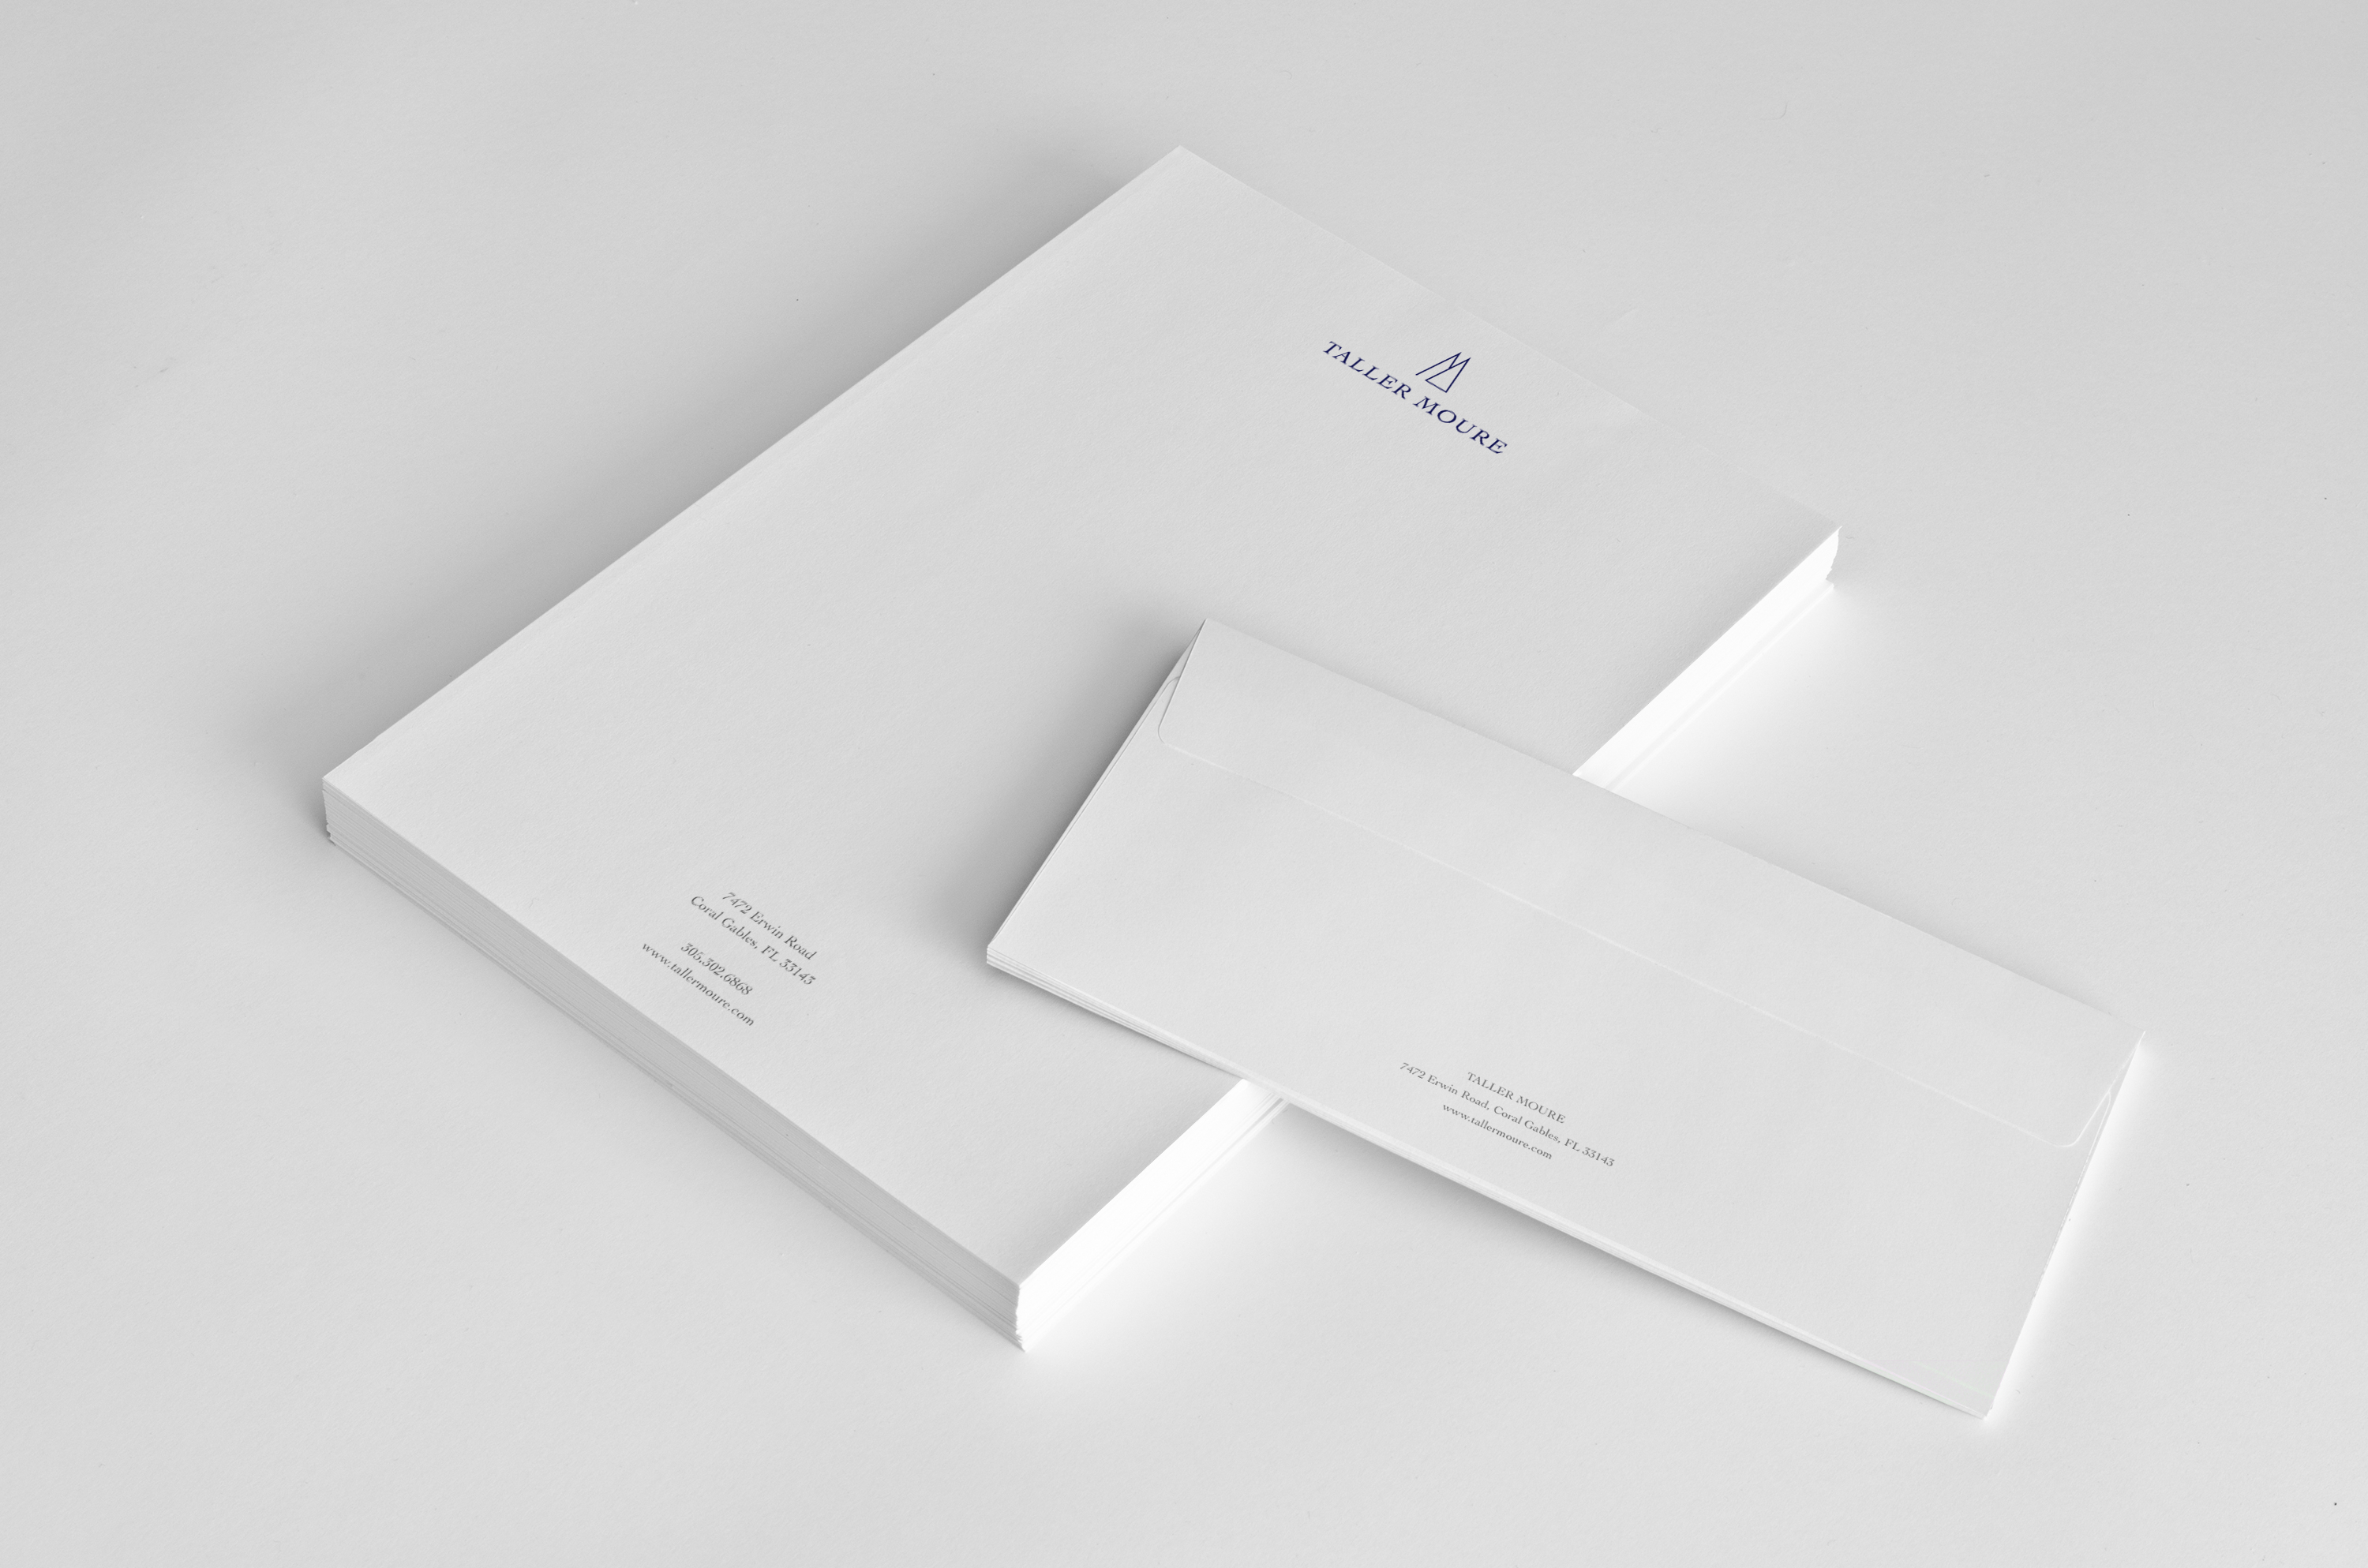 TALLER MOURE
7472 Erwin Road
Coral Gables, FL 33143
305.302.6868
www.tallermoure.com
TALLER MOURE
7472 Erwin Road, Coral Gables, FL 33143
www.tallermoure.com